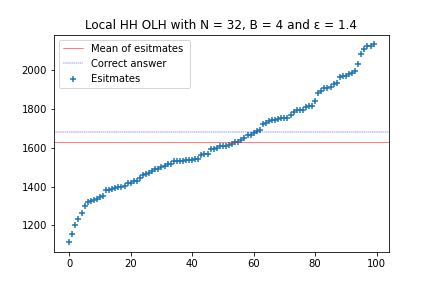 Local HH OLH with N = 32, B = 4 and ε = 1.4
Mean of esitmates
Correct answer
Esitmates
2000
1800
1600
1400
1200
0 20 40 60 80 100